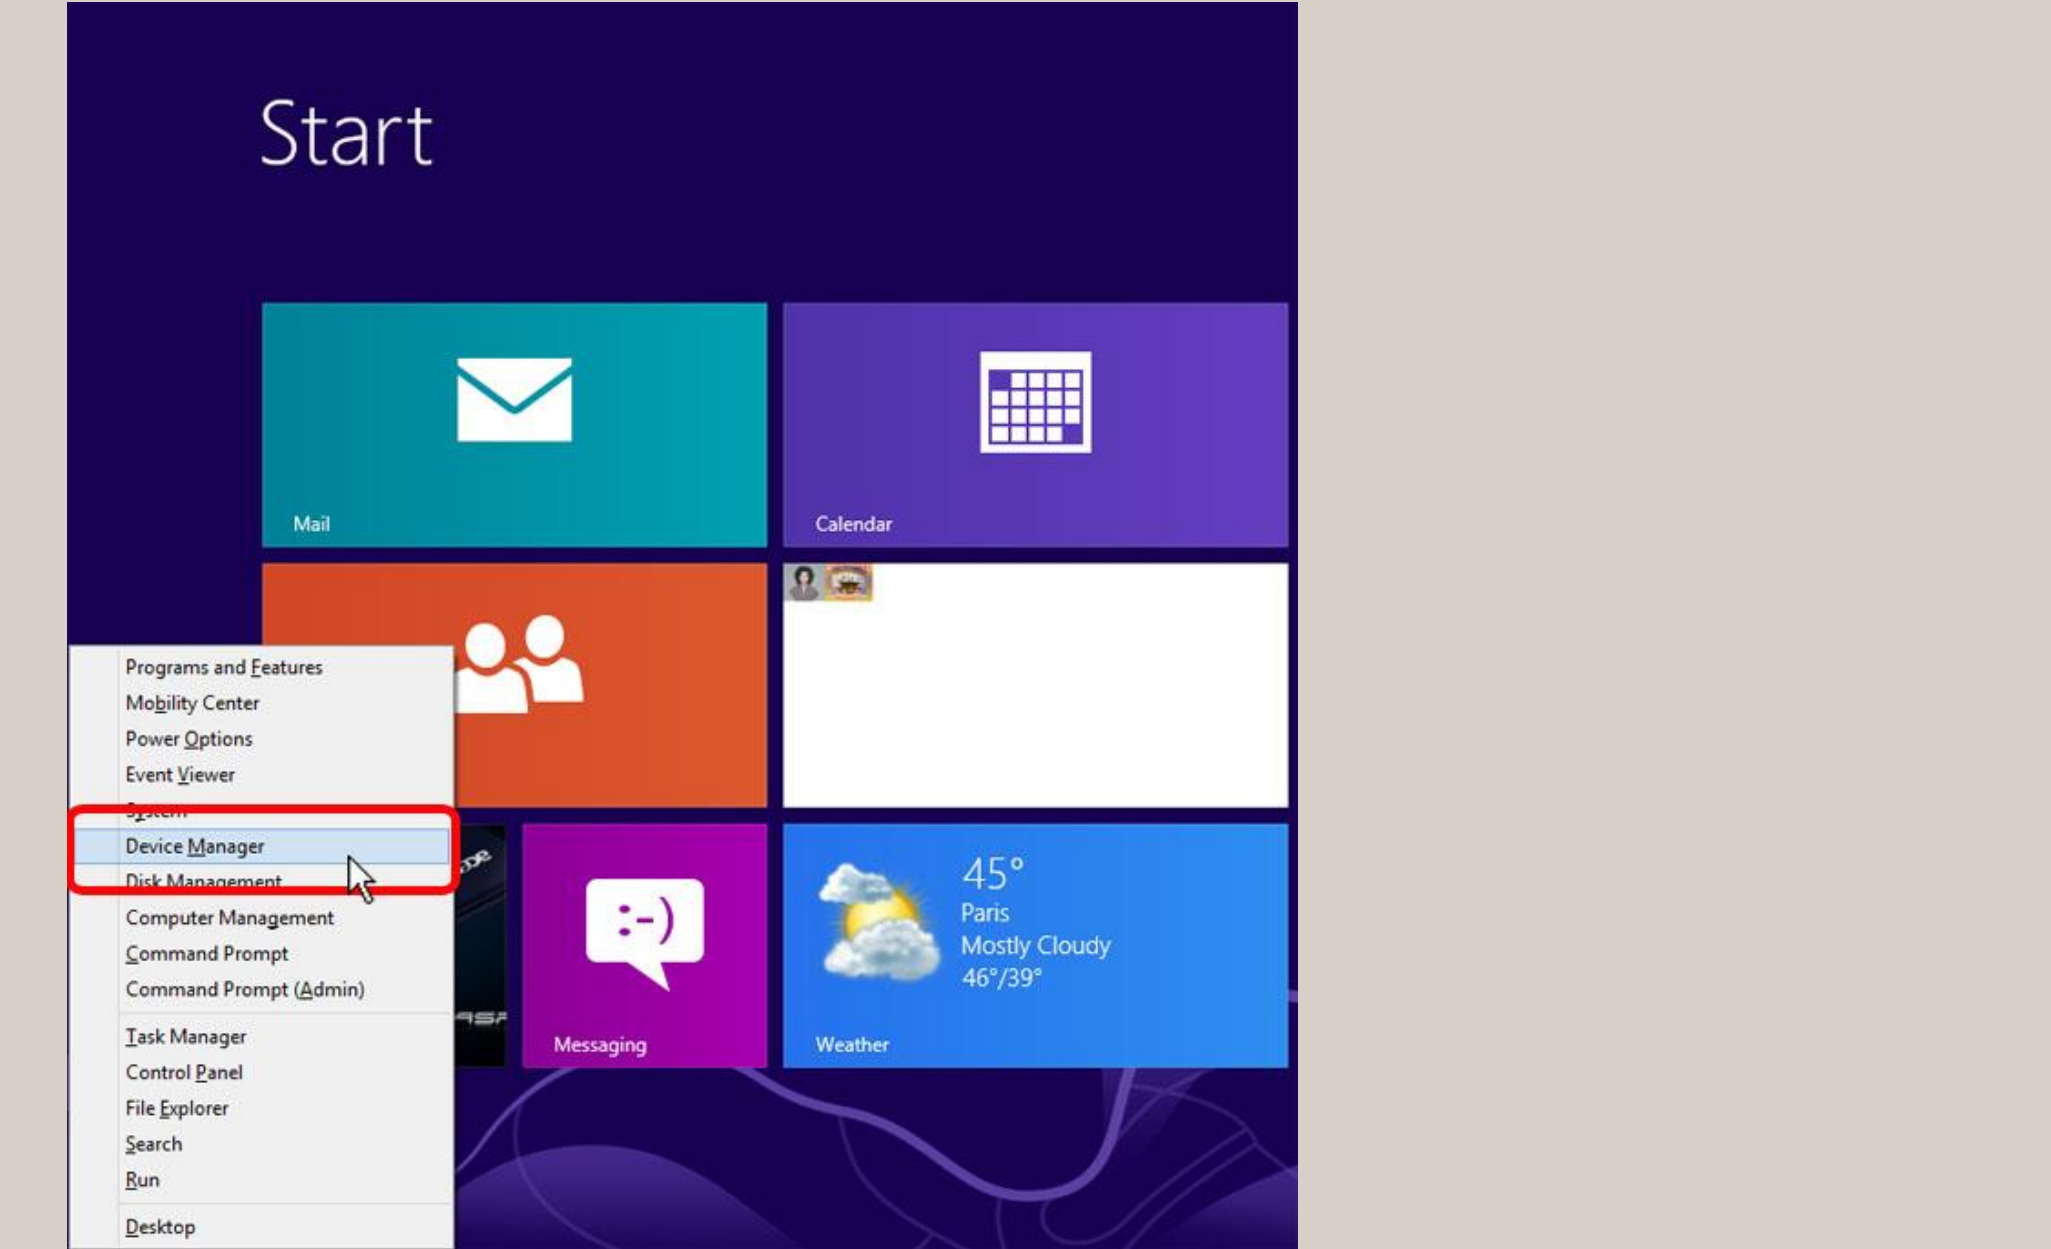 Start
Mail
Calendar
Programs and Features
Mobility Center
Power Options
Event Viewer
System
Device Manager
Disk Management
Computer Management
Command Prompt
Command Prompt (Admin)
Task Manager
Control Panel
File Explorer
Search
Run
Desktop
Messaging
45°
Paris
Mostly Cloudy
46°/39°
Weather